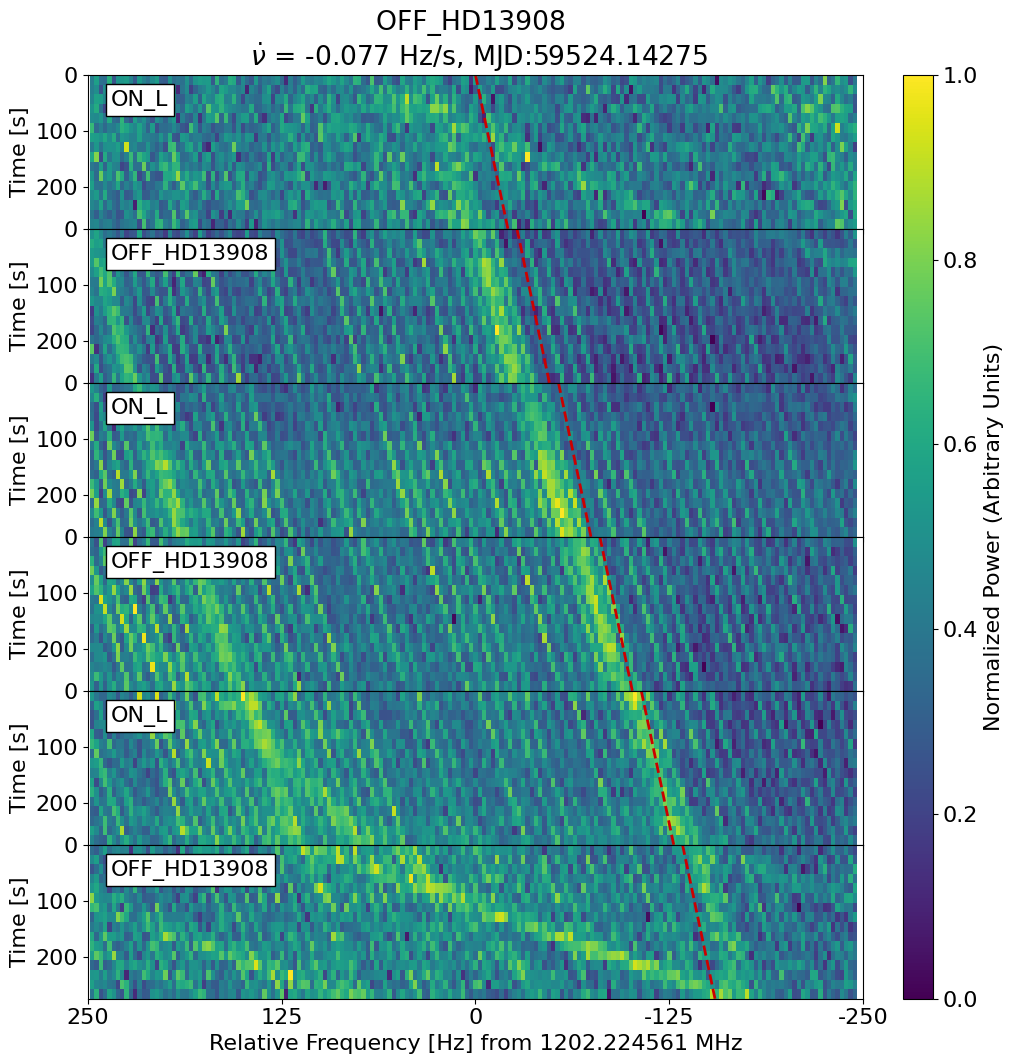 OFF_HD13908
ν̇ = -0.077 Hz/s, MJD:59524.14275
0
ON_L
100
200
Time [s]
0
OFF_HD13908
100
200
Time [s]
0
ON_L
100
200
Time [s]
0
OFF_HD13908
100
200
Time [s]
0
ON_L
100
200
Time [s]
0
OFF_HD13908
100
200
Time [s]
250 125 0 -125 -250
Relative Frequency [Hz] from 1202.224561 MHz
1.0
0.8
0.6
0.4
0.2
0.0
Normalized Power (Arbitrary Units)